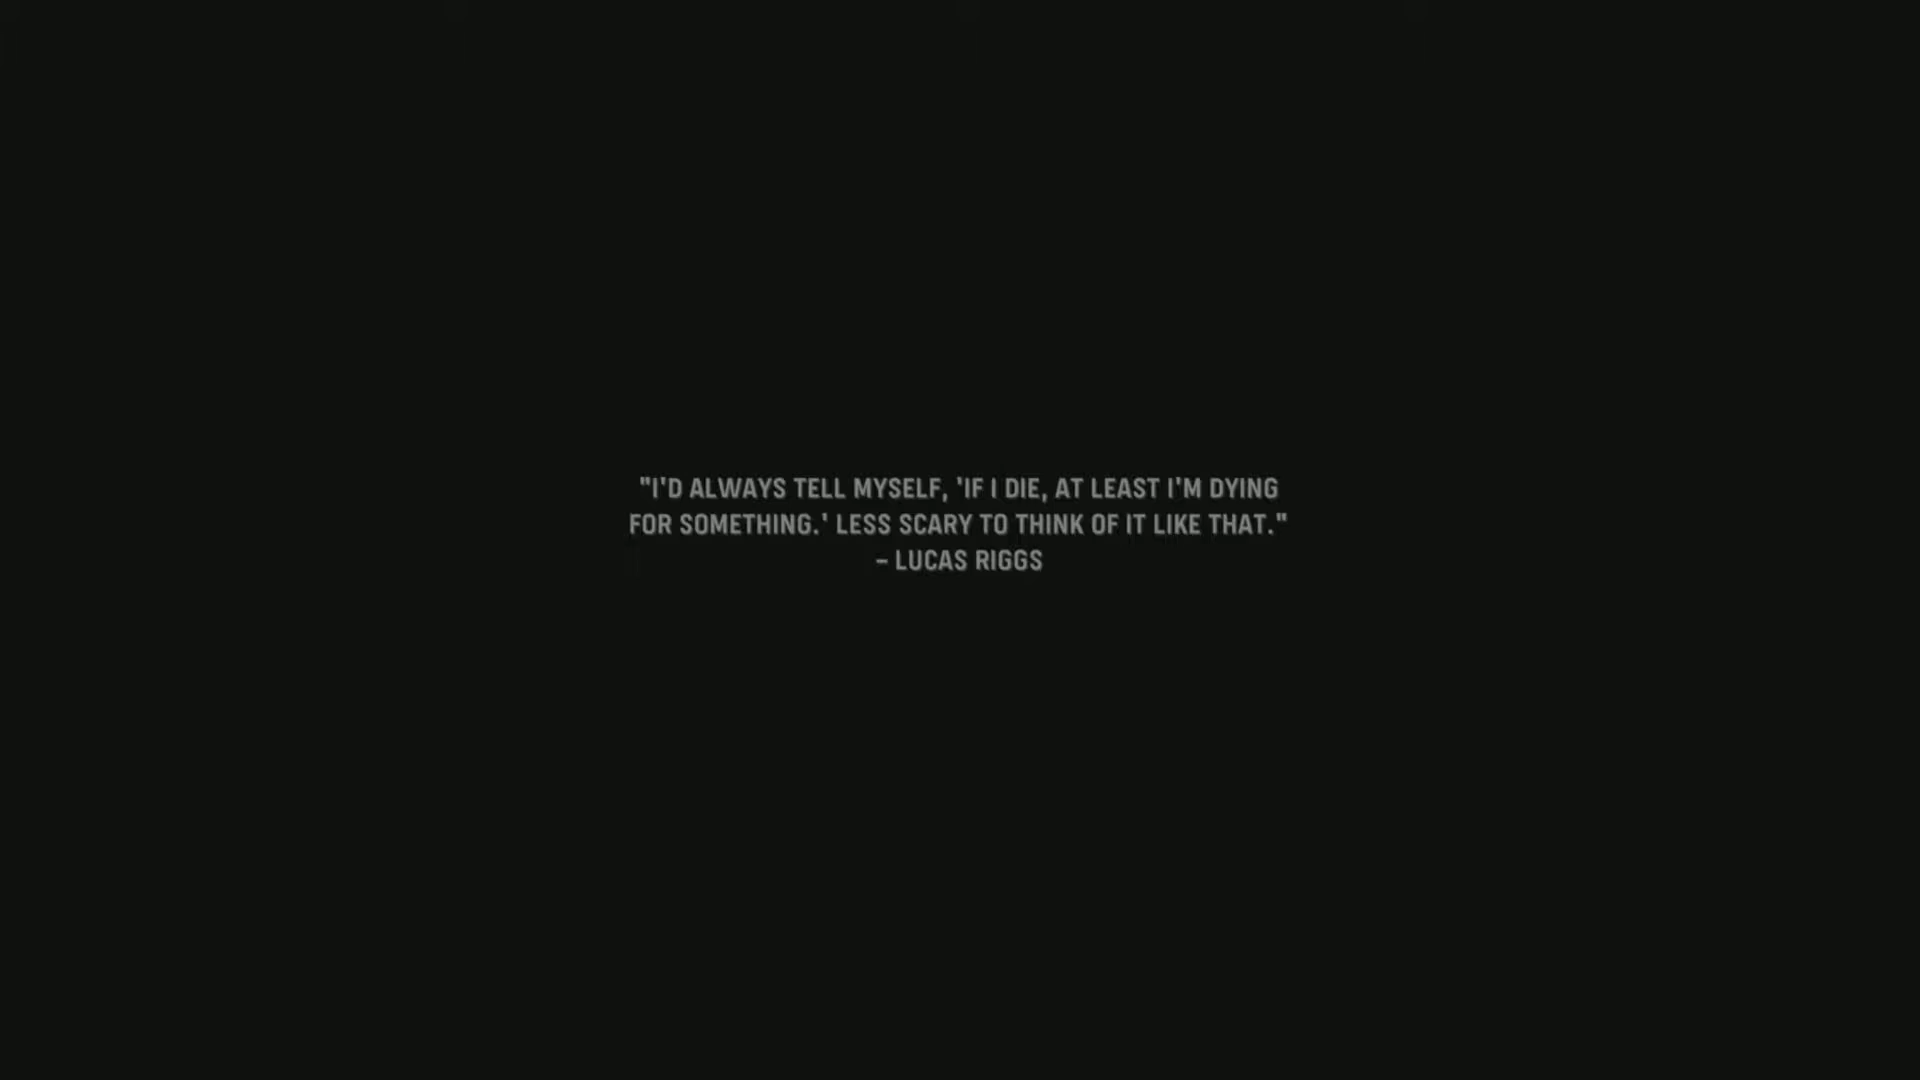 "I'D ALWAYS TELL MYSELF, 'IF I DIE, AT LEAST I'M DYING
FOR SOMETHING.' LESS SCARY TO THINK OF IT LIKE THAT."
– LUCAS RIGGS